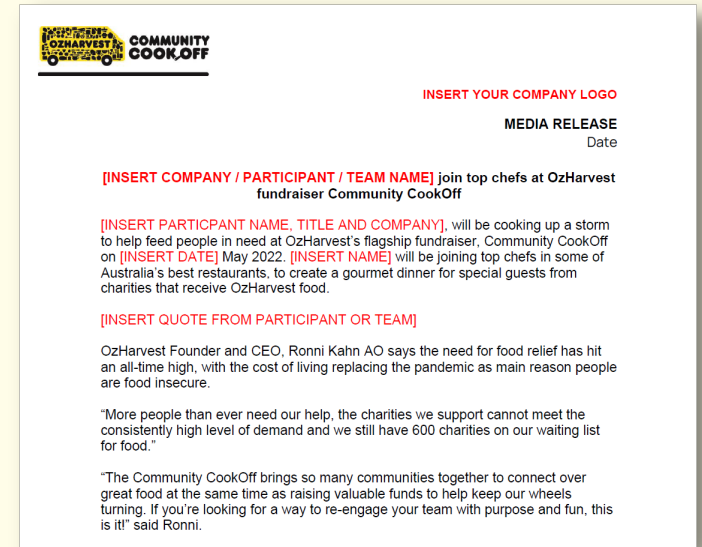 OZHARVEST COMMUNITY
COOKOFF
INSERT YOUR COMPANY LOGO
MEDIA RELEASE
Date
[INSERT COMPANY / PARTICIPANT / TEAM NAME] join top chefs at OzHarvest
fundraiser Community CookOff
[INSERT PARTICPANT NAME, TITLE AND COMPANY], will be cooking up a storm
to help feed people in need at OzHarvest’s flagship fundraiser, Community CookOff
on [INSERT DATE] May 2022. [INSERT NAME] will be joining top chefs in some of
Australia’s best restaurants, to create a gourmet dinner for special guests from
charities that receive OzHarvest food.
[INSERT QUOTE FROM PARTICIPANT OR TEAM]
OzHarvest Founder and CEO, Ronni Kahn AO says the need for food relief has hit
an all-time high, with the cost of living replacing the pandemic as main reason people
are food insecure.
“More people than ever need our help, the charities we support cannot meet the
consistently high level of demand and we still have 600 charities on our waiting list
for food.”
“The Community CookOff brings so many communities together to connect over
great food at the same time as raising valuable funds to help keep our wheels
turning. If you’re looking for a way to re-engage your team with purpose and fun, this
is it!” said Ronni.